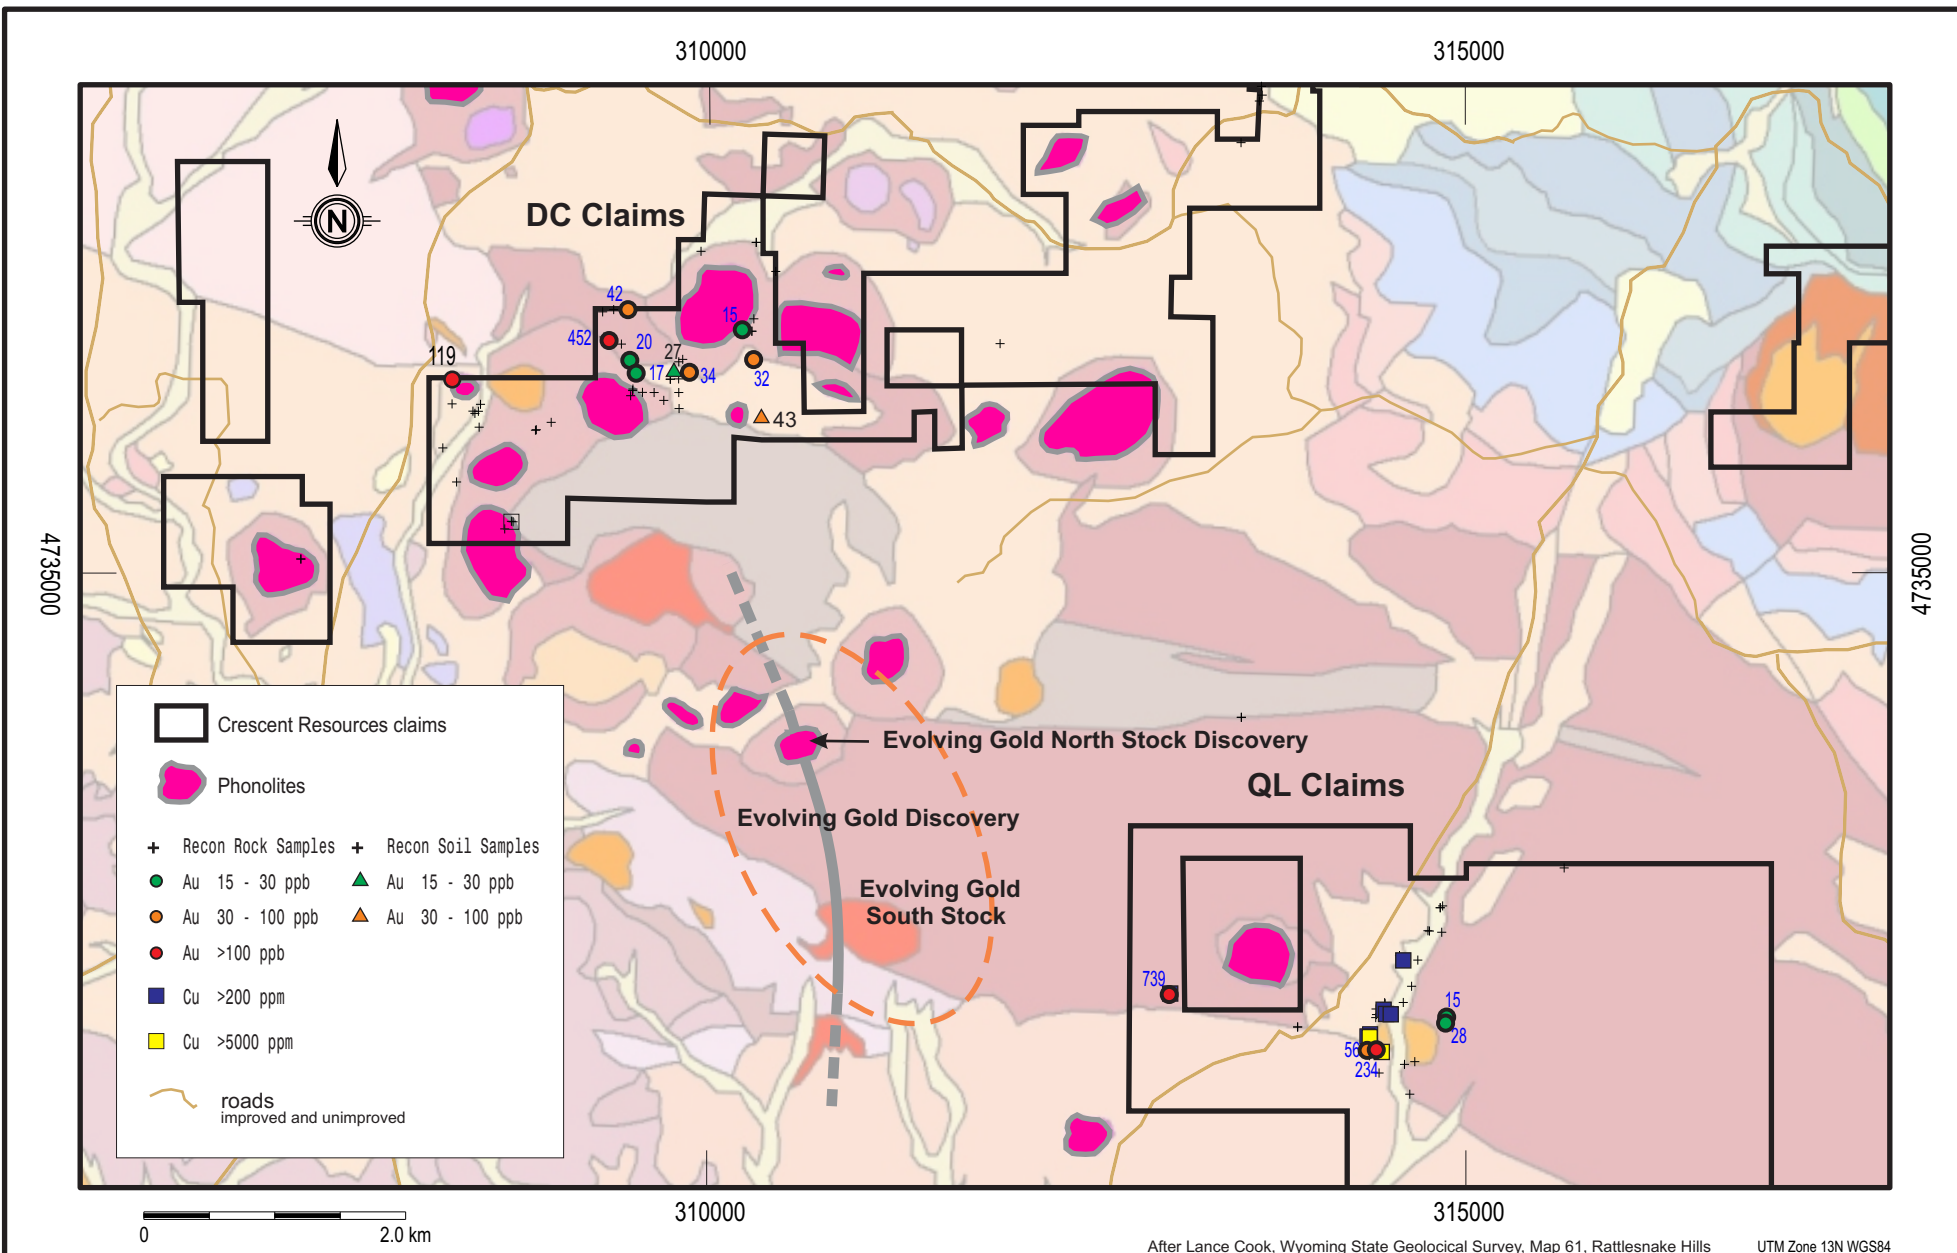 310000
315000
N
DC Claims
42
15
452
20
27
119
17
34
32
43
4735000
4735000
Crescent Resources claims
Phonolites
Evolving Gold North Stock Discovery
QL Claims
Evolving Gold Discovery
Recon Rock Samples
Recon Soil Samples
Au 15 - 30 ppb
Au 15 - 30 ppb
Evolving Gold
South Stock
Au 30 - 100 ppb
Au 30 - 100 ppb
Au >100 ppb
739
Cu >200 ppm
15
28
Cu >5000 ppm
56
234
roads
improved and unimproved
310000
315000
0
2.0 km
After Lance Cook, Wyoming State Geolocical Survey, Map 61, Rattlesnake Hills
UTM Zone 13N WGS84